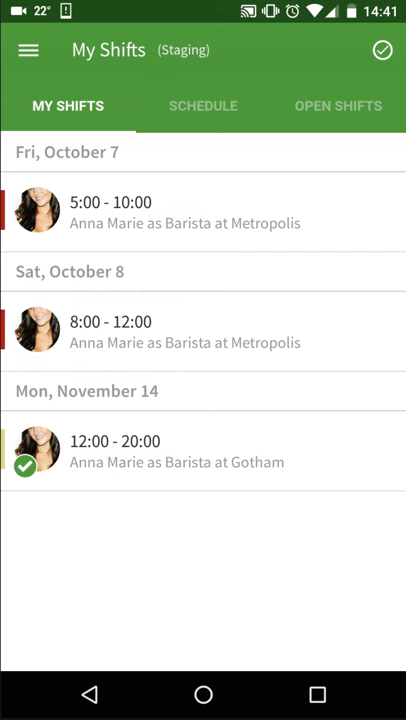 22°
14:41
My Shifts (Staging)
MY SHIFTS SCHEDULE OPEN SHIFTS
Fri, October 7
5:00 - 10:00
Anna Marie as Barista at Metropolis
Sat, October 8
8:00 - 12:00
Anna Marie as Barista at Metropolis
Mon, November 14
12:00 - 20:00
Anna Marie as Barista at Gotham